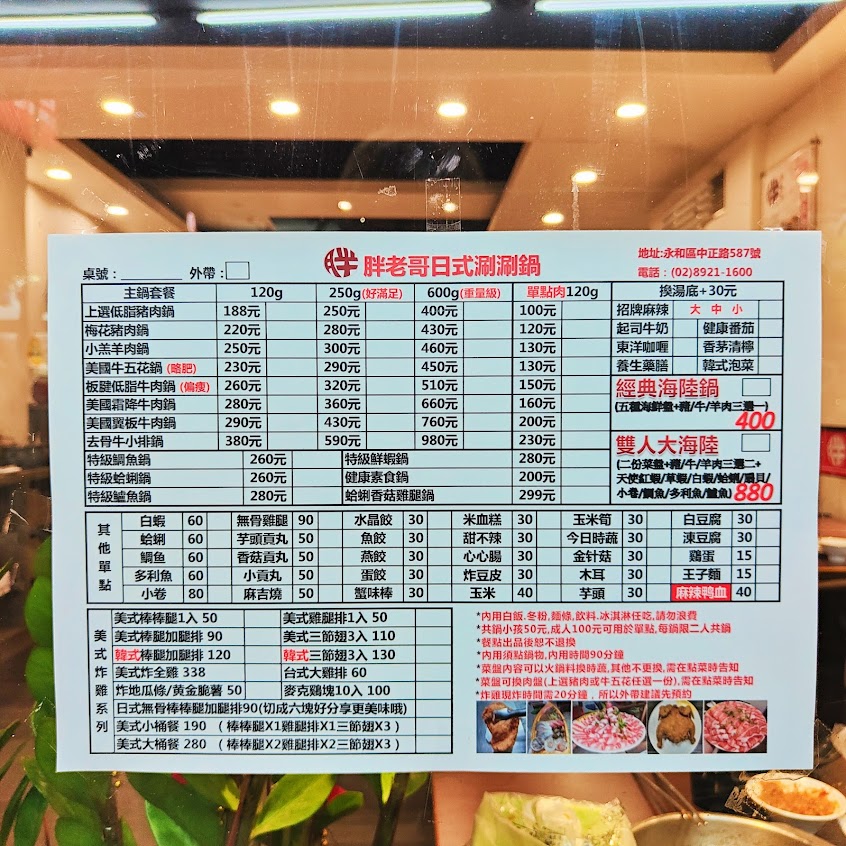 桌號：________ 外帶：
胖 胖老哥日式涮涮鍋
地址:永和區中正路587號
電話：(02)8921-1600
主鍋套餐 120g 250g(好滿足) 600g(重量級) 單點肉120g
上選低脂豬肉鍋 188元 250元 400元 100元
梅花豬肉鍋 220元 280元 430元 120元
小羔羊肉鍋 250元 300元 460元 130元
美國牛五花鍋 (略肥) 230元 290元 450元 130元
板腱低脂牛肉鍋 (偏瘦) 260元 320元 510元 150元
美國霜降牛肉鍋 280元 360元 660元 160元
美國翼板牛肉鍋 290元 430元 760元 200元
去骨牛小排鍋 380元 590元 980元 230元
特級鯛魚鍋 260元 特級鮮蝦鍋 280元
特級蛤蜊鍋 260元 健康素食鍋 200元
特級鱸魚鍋 280元 蛤蜊香菇雞腿鍋 299元
換湯底+30元
招牌麻辣 大 中 小
起司牛奶 健康番茄
東洋咖喱 香茅清檸
養生藥膳 韓式泡菜
經典海陸鍋
(五種海鮮盤+豬/牛/羊肉三選一)
400
雙人大海陸
(二份菜盤+豬/牛/羊肉三選二+
天使紅蝦/草蝦/白蝦/蛤蜊/扇貝/
小卷/鯛魚/多利魚/鱸魚)
880
其他單點
白蝦 60 無骨雞腿 90 水晶餃 30 米血糕 30 玉米筍 30 白豆腐 30
蛤蜊 60 芋頭貢丸 50 魚餃 30 甜不辣 30 今日時蔬 30 凍豆腐 30
鯛魚 60 香菇貢丸 50 燕餃 30 心心腸 30 金針菇 30 鷄蛋 15
多利魚 60 小貢丸 50 蛋餃 30 炸豆皮 30 木耳 30 王子麵 15
小卷 80 麻吉燒 50 蟹味棒 30 玉米 40 芋頭 30 麻辣鸭血 40
美式炸雞系列
美式棒棒腿1入 50 美式雞腿排1入 50
美式棒棒腿加腿排 90 美式三節翅3入 110
韓式棒棒腿加腿排 120 韓式三節翅3入 130
美式炸全雞 338 台式大雞排 60
炸地瓜條/黃金脆薯 50 麥克鷄塊10入 100
日式無骨棒棒腿加腿排90(切成六塊好分享更美味哦)
美式小桶餐 190 （棒棒腿X1雞腿排X1三節翅X3）
美式大桶餐 280 （棒棒腿X2雞腿排X2三節翅X3）
*內用白飯.冬粉,麵條,飲料.冰淇淋任吃,請勿浪費
*共鍋小孩50元,成人100元可用於單點,每鍋限二人共鍋
*餐點出品後恕不退換
*內用須點鍋物,內用時間90分鐘
*菜盤內容可以火鍋料換時蔬,其他不更換,需在點菜時告知
*菜盤可換肉盤(上選豬肉或牛五花任選一份),需在點菜時告知
*炸雞現炸時間需20分鐘，所以外帶建議先預約